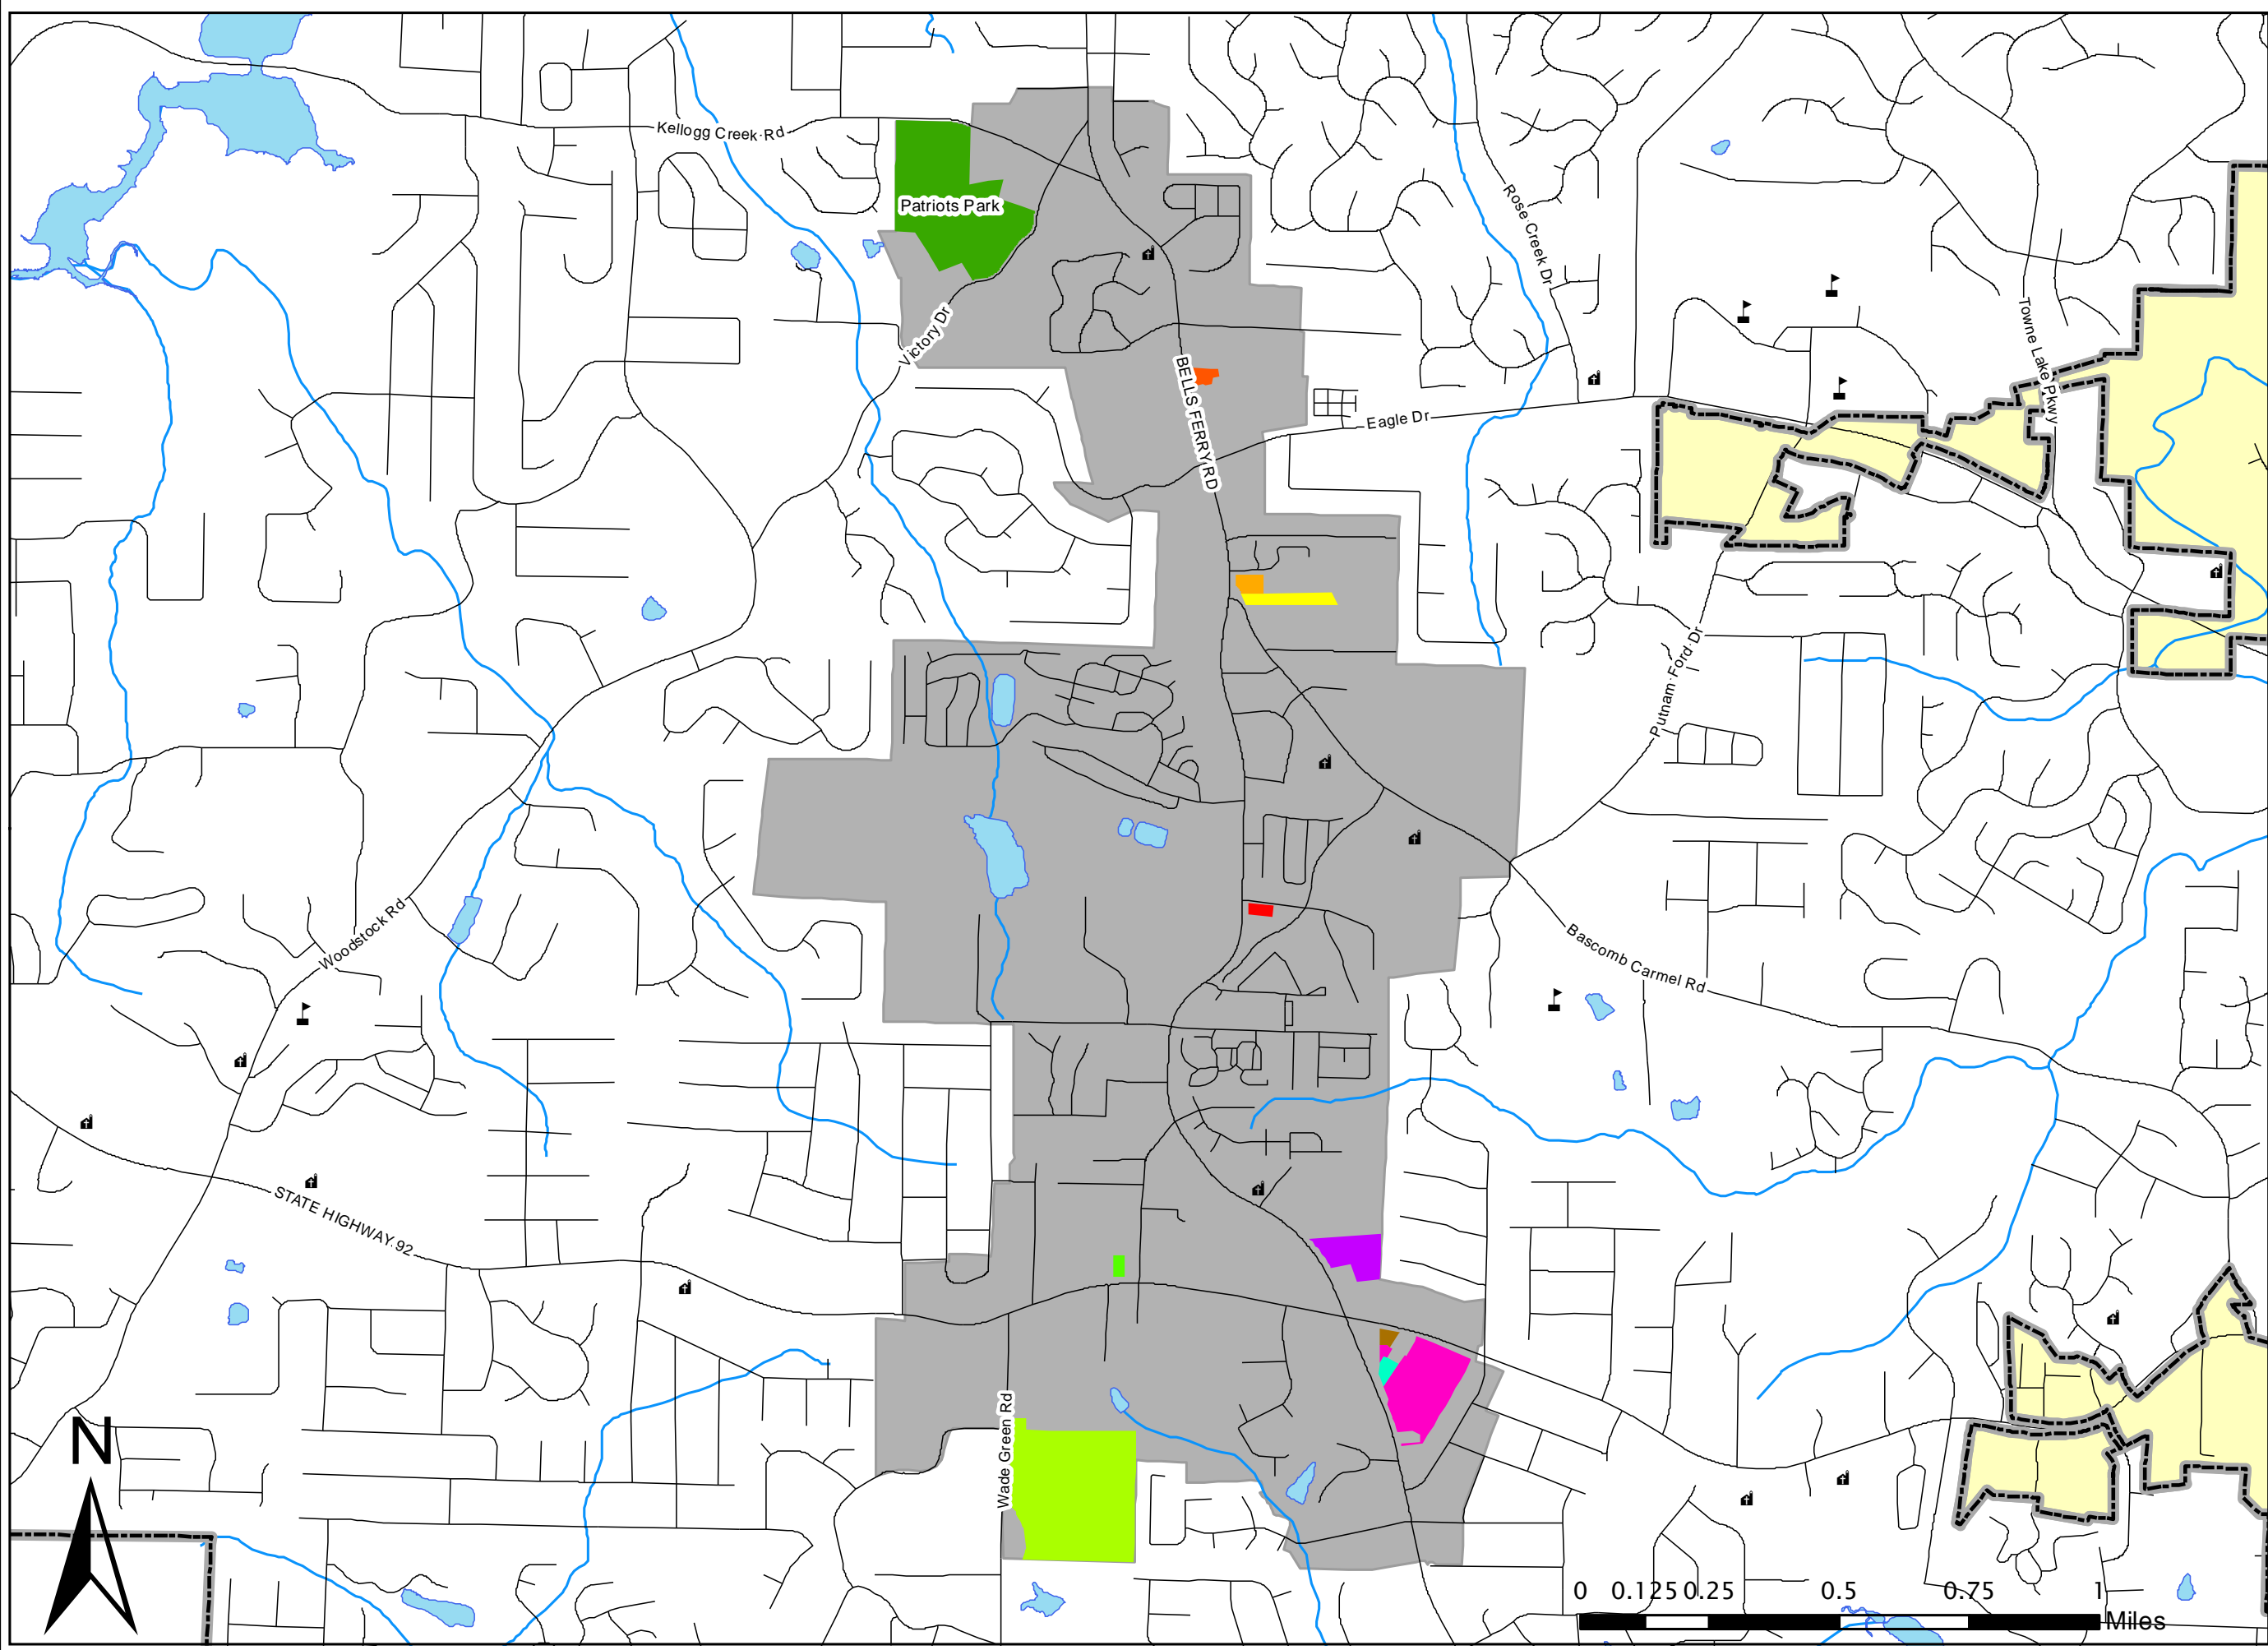 Kellogg Creek Rd
Patriots Park
Rose Creek Dr
Victory Dr
Towne Lake Pkwy
BELLS FERRY RD
Eagle Dr
Putnam Ford Dr
Woodstock Rd
Bascomb Carmel Rd
STATE HIGHWAY 92
Wade Green Rd
N
0 0.125 0.25 0.5 0.75 1
Miles